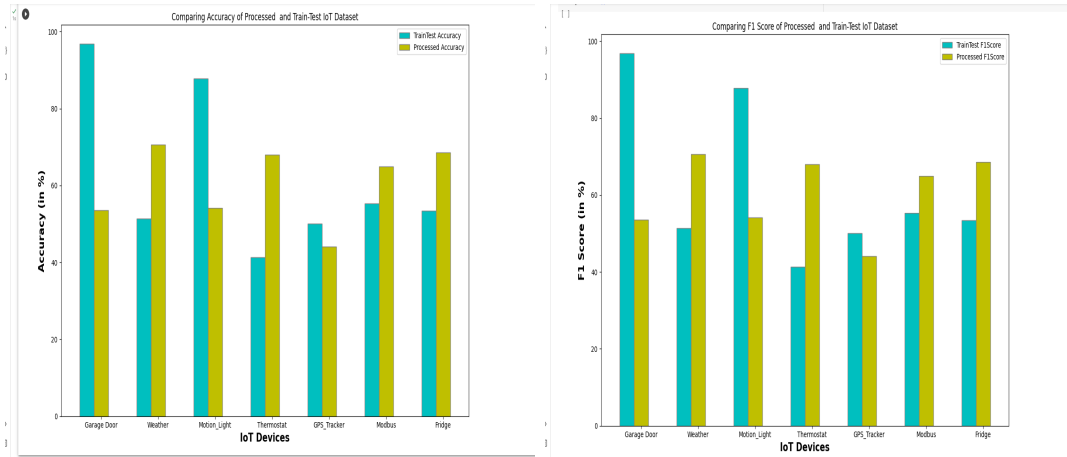 Comparing Accuracy of Processed and Train-Test IoT Dataset
TrainTest Accuracy
Processed Accuracy
100
80
60
40
20
0
Accuracy (in %)
Garage Door Weather Motion_Light Thermostat GPS_Tracker Modbus Fridge
IoT Devices
[ ]
Comparing F1 Score of Processed and Train-Test IoT Dataset
TrainTest F1Score
Processed F1Score
100
80
60
40
20
0
F1 Score (in %)
Garage Door Weather Motion_Light Thermostat GPS_Tracker Modbus Fridge
IoT Devices